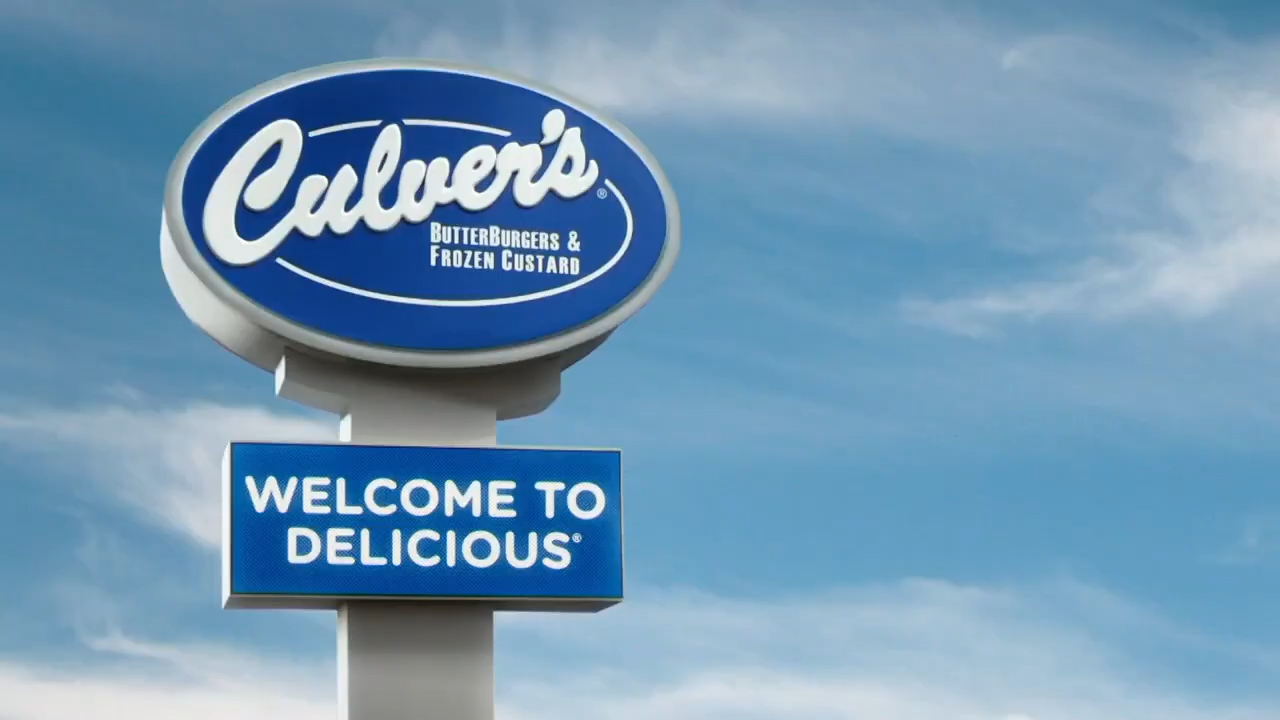 Culver's®
BUTTERBURGERS &
FROZEN CUSTARD
WELCOME TO
DELICIOUS®